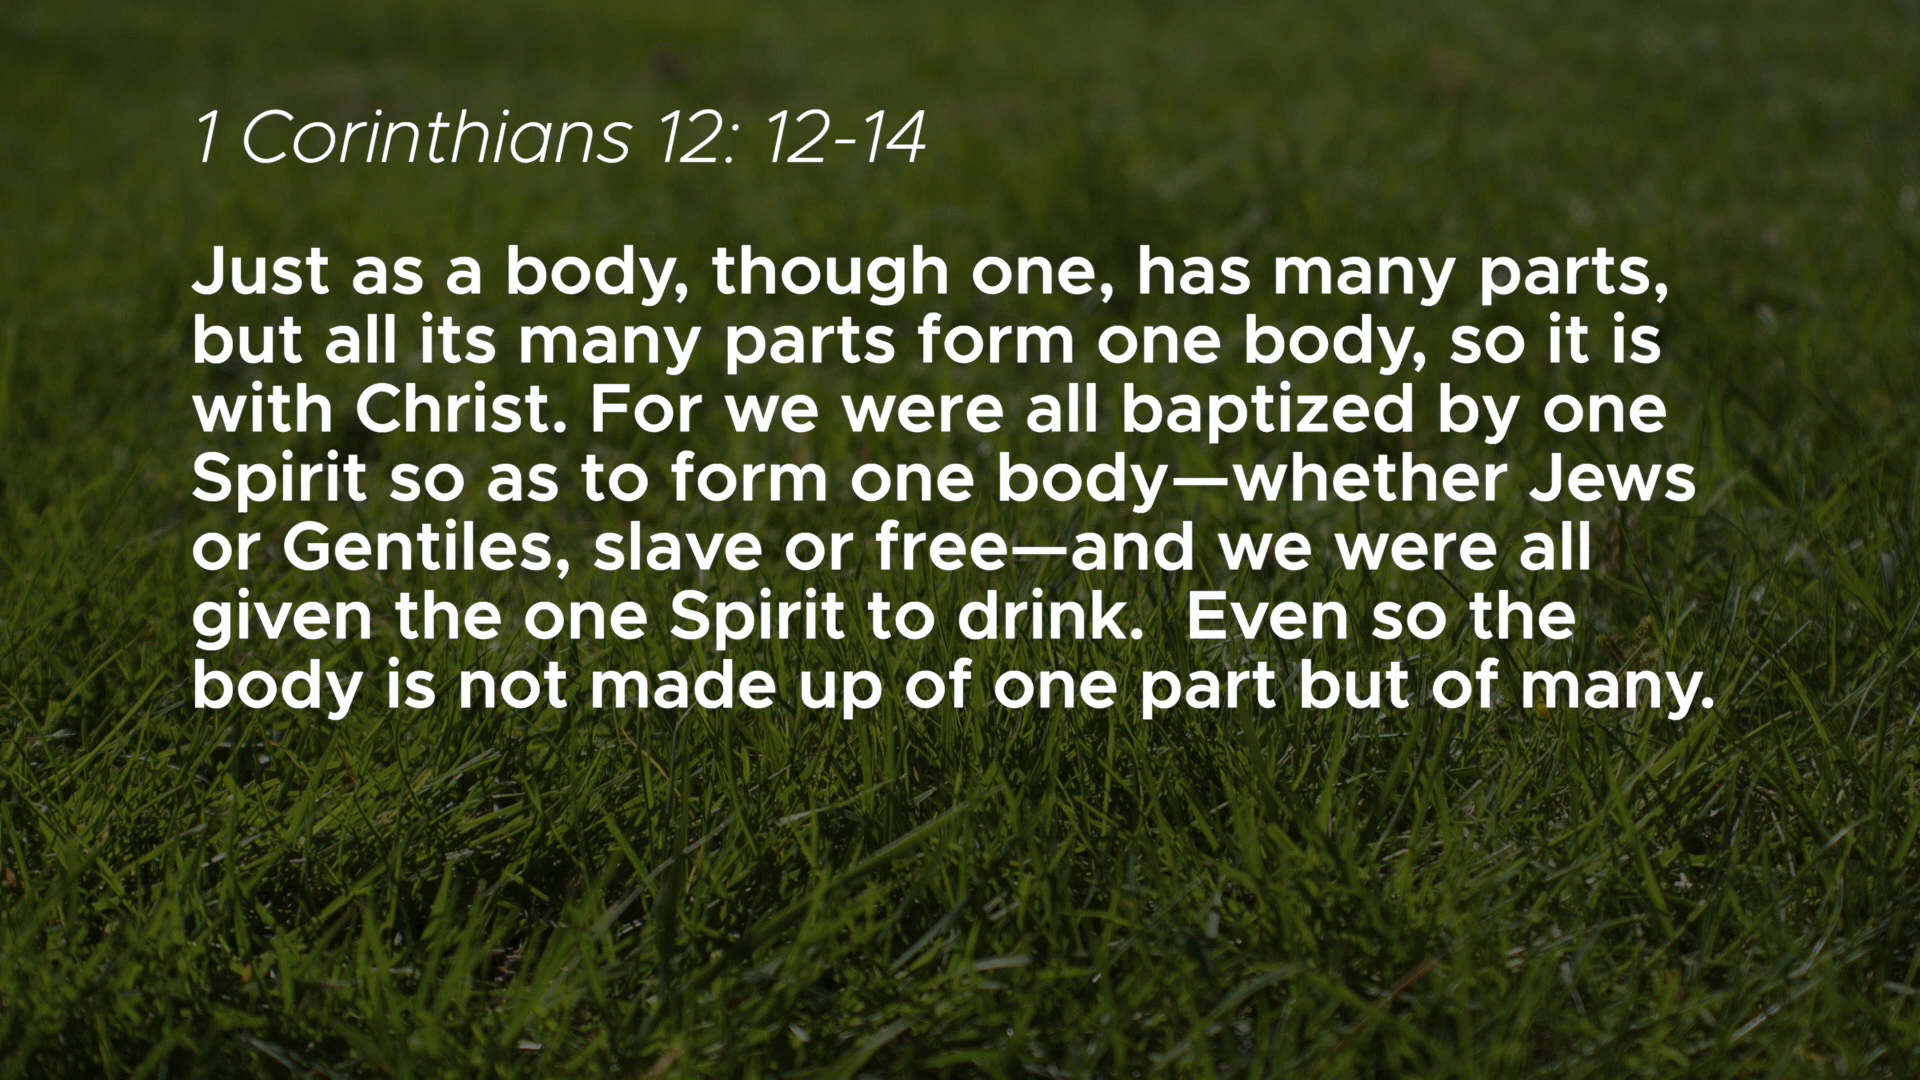 1 Corinthians 12: 12-14
Just as a body, though one, has many parts,
but all its many parts form one body, so it is
with Christ. For we were all baptized by one
Spirit so as to form one body—whether Jews
or Gentiles, slave or free—and we were all
given the one Spirit to drink.  Even so the
body is not made up of one part but of many.